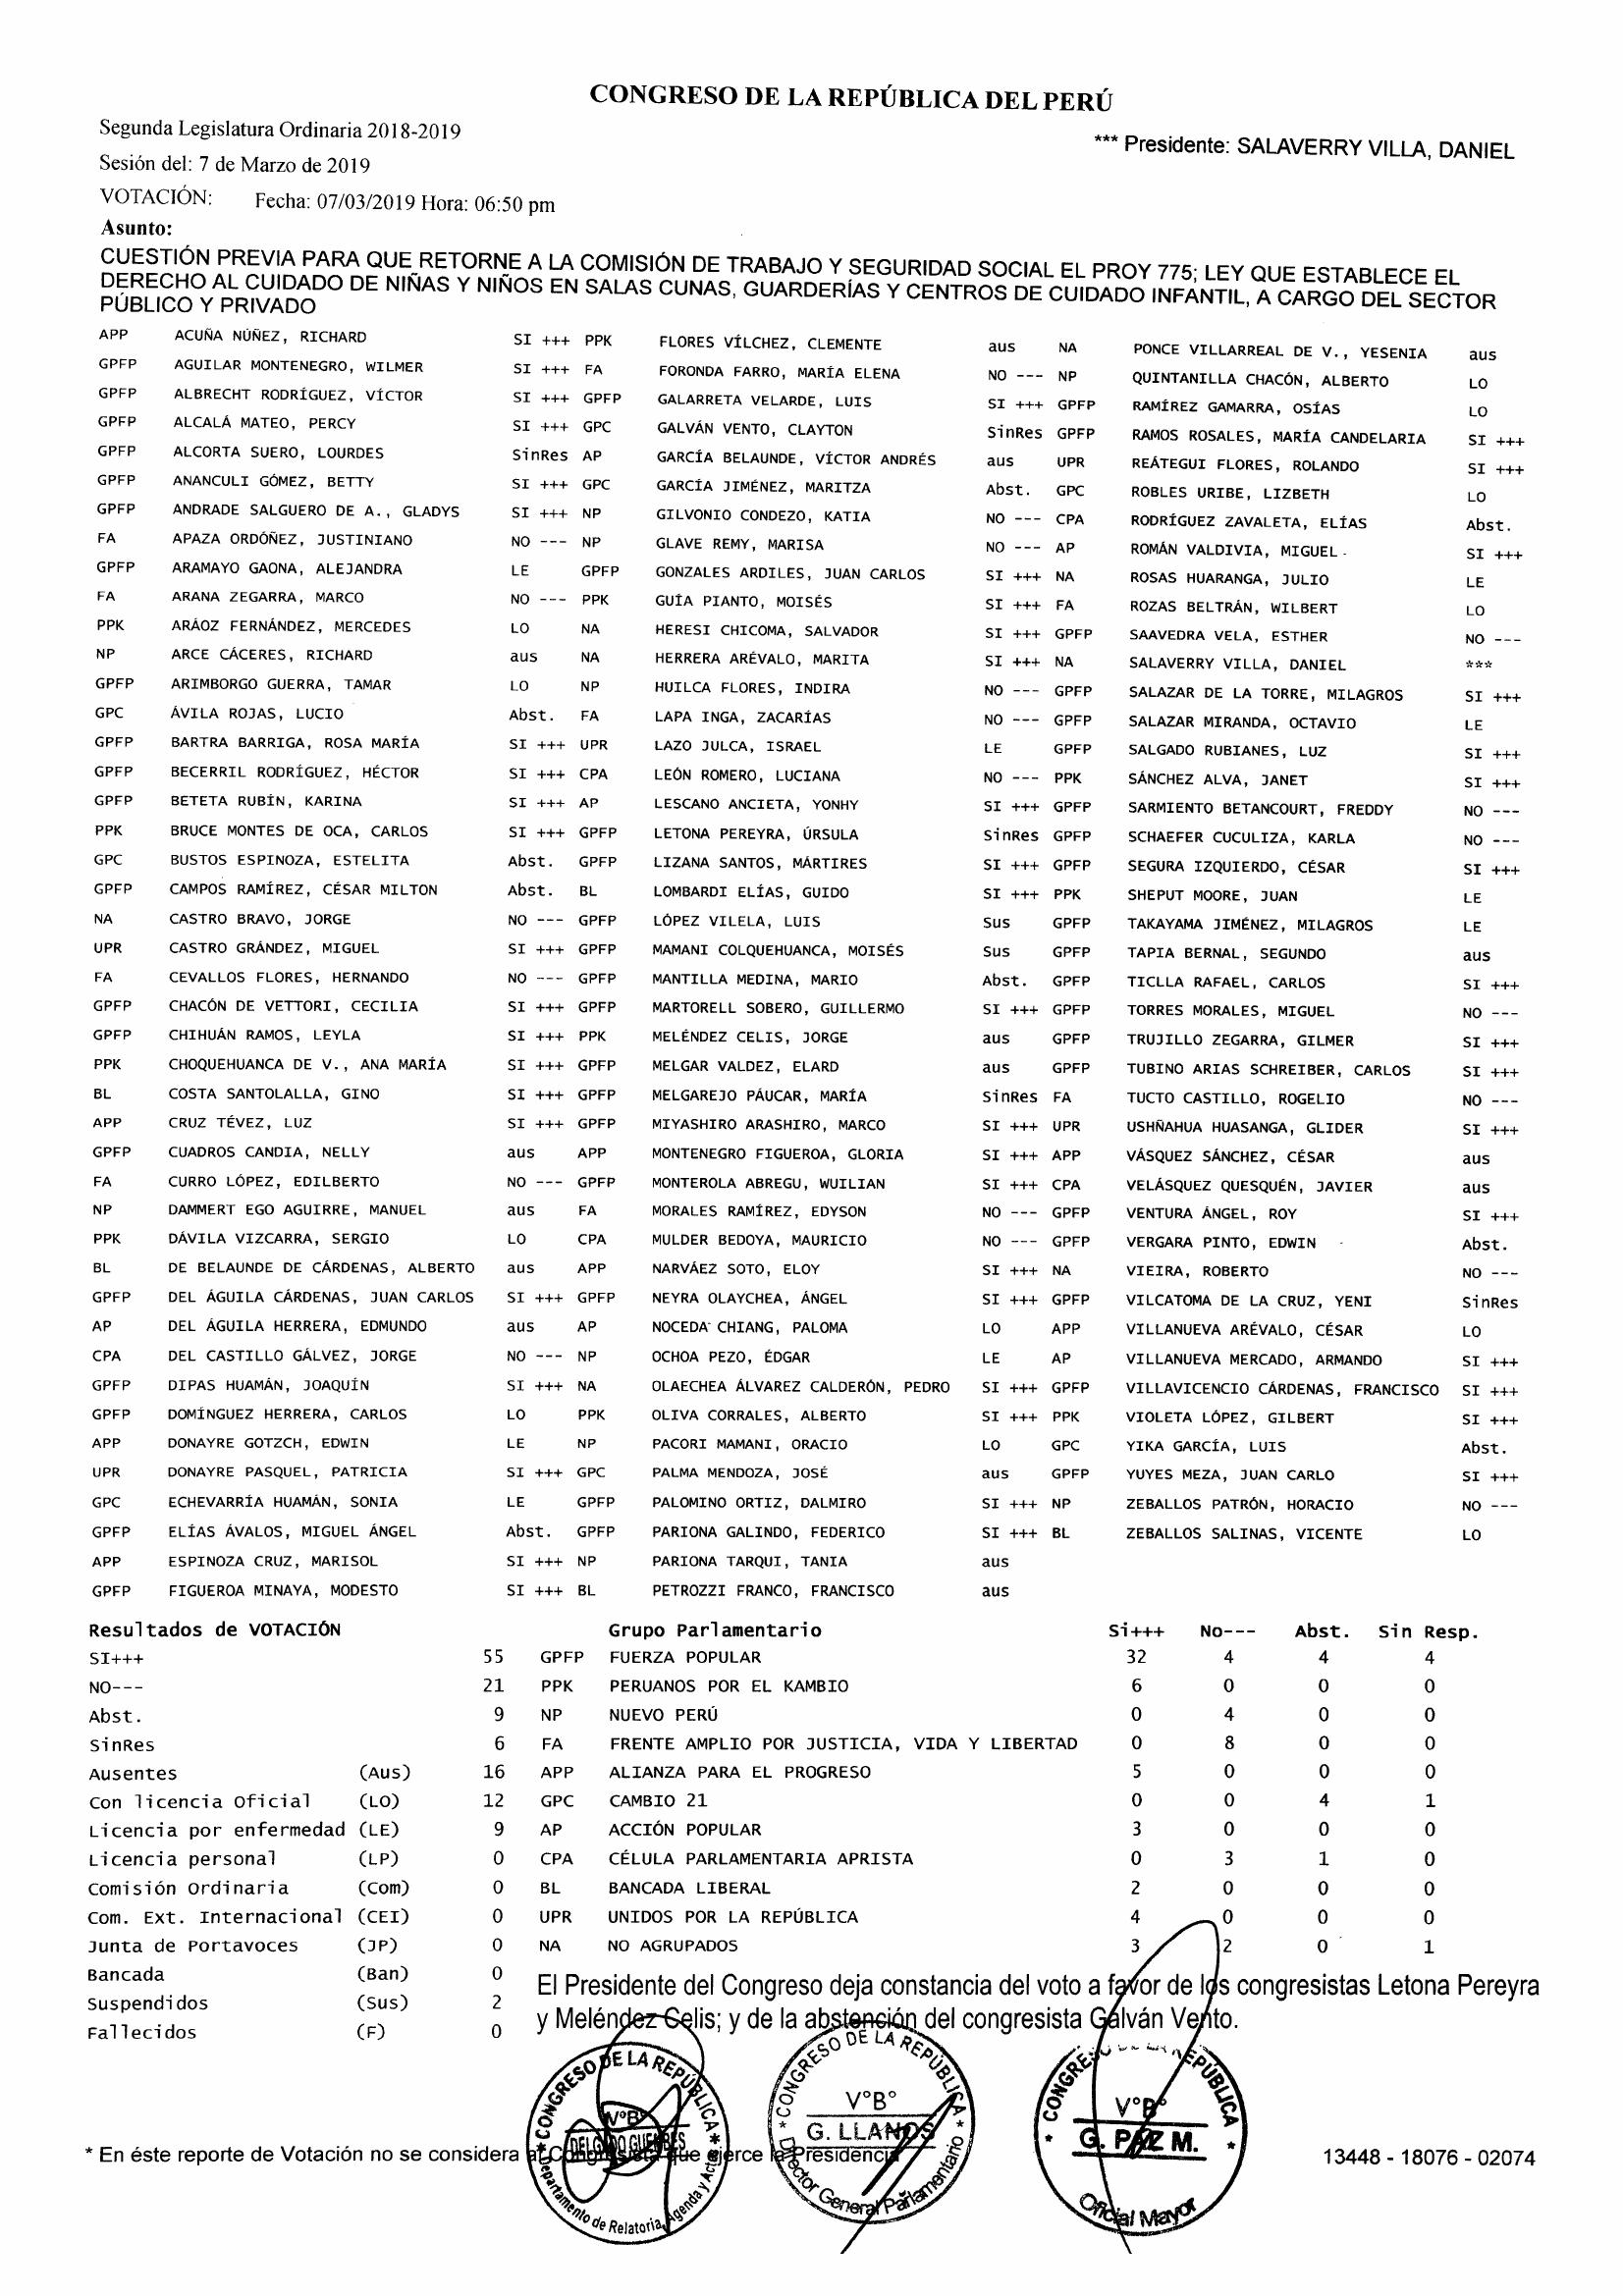 CONGRESO DE LA REPÚBLICA DEL PERÚ
Segunda Legislatura Ordinaria 2018-2019
*** Presidente: SALAVERRY VILLA, DANIEL
Sesión del: 7 de Marzo de 2019
VOTACIÓN: Fecha: 07/03/2019 Hora: 06:50 pm
Asunto:
CUESTIÓN PREVIA PARA QUE RETORNE A LA COMISIÓN DE TRABAJO Y SEGURIDAD SOCIAL EL PROY 775; LEY QUE ESTABLECE EL
DERECHO AL CUIDADO DE NIÑAS Y NIÑOS EN SALAS CUNAS, GUARDERÍAS Y CENTROS DE CUIDADO INFANTIL, A CARGO DEL SECTOR
PÚBLICO Y PRIVADO
APP ACUÑA NÚÑEZ, RICHARD SI +++ PPK FLORES VÍLCHEZ, CLEMENTE aus NA PONCE VILLARREAL DE V., YESENIA aus
GPFP AGUILAR MONTENEGRO, WILMER SI +++ FA FORONDA FARRO, MARÍA ELENA NO --- NP QUINTANILLA CHACÓN, ALBERTO LO
GPFP ALBRECHT RODRÍGUEZ, VÍCTOR SI +++ GPFP GALARRETA VELARDE, LUIS SI +++ GPFP RAMÍREZ GAMARRA, OSÍAS LO
GPFP ALCALÁ MATEO, PERCY SI +++ GPC GALVÁN VENTO, CLAYTON SinRes GPFP RAMOS ROSALES, MARÍA CANDELARIA SI +++
GPFP ALCORTA SUERO, LOURDES SinRes AP GARCÍA BELAUNDE, VÍCTOR ANDRÉS aus UPR REÁTEGUI FLORES, ROLANDO SI +++
GPFP ANANCULI GÓMEZ, BETTY SI +++ GPC GARCÍA JIMÉNEZ, MARITZA Abst. GPC ROBLES URIBE, LIZBETH LO
GPFP ANDRADE SALGUERO DE A., GLADYS SI +++ NP GILVONIO CONDEZO, KATIA NO --- CPA RODRÍGUEZ ZAVALETA, ELÍAS Abst.
FA APAZA ORDÓÑEZ, JUSTINIANO NO --- NP GLAVE REMY, MARISA NO --- AP ROMÁN VALDIVIA, MIGUEL SI +++
GPFP ARAMAYO GAONA, ALEJANDRA LE GPFP GONZALES ARDILES, JUAN CARLOS SI +++ NA ROSAS HUARANGA, JULIO LE
FA ARANA ZEGARRA, MARCO NO --- PPK GUÍA PIANTO, MOISÉS SI +++ FA ROZAS BELTRÁN, WILBERT LO
PPK ARÁOZ FERNÁNDEZ, MERCEDES LO NA HERESI CHICOMA, SALVADOR SI +++ GPFP SAAVEDRA VELA, ESTHER NO ---
NP ARCE CÁCERES, RICHARD aus NA HERRERA ARÉVALO, MARITA SI +++ NA SALAVERRY VILLA, DANIEL ***
GPFP ARIMBORGO GUERRA, TAMAR LO NP HUILCA FLORES, INDIRA NO --- GPFP SALAZAR DE LA TORRE, MILAGROS SI +++
GPC ÁVILA ROJAS, LUCIO Abst. FA LAPA INGA, ZACARÍAS NO --- GPFP SALAZAR MIRANDA, OCTAVIO LE
GPFP BARTRA BARRIGA, ROSA MARÍA SI +++ UPR LAZO JULCA, ISRAEL LE GPFP SALGADO RUBIANES, LUZ SI +++
GPFP BECERRIL RODRÍGUEZ, HÉCTOR SI +++ CPA LEÓN ROMERO, LUCIANA NO --- PPK SÁNCHEZ ALVA, JANET SI +++
GPFP BETETA RUBÍN, KARINA SI +++ AP LESCANO ANCIETA, YONHY SI +++ GPFP SARMIENTO BETANCOURT, FREDDY NO ---
PPK BRUCE MONTES DE OCA, CARLOS SI +++ GPFP LETONA PEREYRA, ÚRSULA SinRes GPFP SCHAEFER CUCULIZA, KARLA NO ---
GPC BUSTOS ESPINOZA, ESTELITA Abst. GPFP LIZANA SANTOS, MÁRTIRES SI +++ GPFP SEGURA IZQUIERDO, CÉSAR SI +++
GPFP CAMPOS RAMÍREZ, CÉSAR MILTON Abst. BL LOMBARDI ELÍAS, GUIDO SI +++ PPK SHEPUT MOORE, JUAN LE
NA CASTRO BRAVO, JORGE NO --- GPFP LÓPEZ VILELA, LUIS Sus GPFP TAKAYAMA JIMÉNEZ, MILAGROS LE
UPR CASTRO GRÁNDEZ, MIGUEL SI +++ GPFP MAMANI COLQUEHUANCA, MOISÉS Sus GPFP TAPIA BERNAL, SEGUNDO aus
FA CEVALLOS FLORES, HERNANDO NO --- GPFP MANTILLA MEDINA, MARIO Abst. GPFP TICLLA RAFAEL, CARLOS SI +++
GPFP CHACÓN DE VETTORI, CECILIA SI +++ GPFP MARTORELL SOBERO, GUILLERMO SI +++ GPFP TORRES MORALES, MIGUEL NO ---
GPFP CHIHUÁN RAMOS, LEYLA SI +++ PPK MELÉNDEZ CELIS, JORGE aus GPFP TRUJILLO ZEGARRA, GILMER SI +++
PPK CHOQUEHUANCA DE V., ANA MARÍA SI +++ GPFP MELGAR VALDEZ, ELARD aus GPFP TUBINO ARIAS SCHREIBER, CARLOS SI +++
BL COSTA SANTOLALLA, GINO SI +++ GPFP MELGAREJO PÁUCAR, MARÍA SinRes FA TUCTO CASTILLO, ROGELIO NO ---
APP CRUZ TÉVEZ, LUZ SI +++ GPFP MIYASHIRO ARASHIRO, MARCO SI +++ UPR USHÑAHUA HUASANGA, GLIDER SI +++
GPFP CUADROS CANDIA, NELLY aus APP MONTENEGRO FIGUEROA, GLORIA SI +++ APP VÁSQUEZ SÁNCHEZ, CÉSAR aus
FA CURRO LÓPEZ, EDILBERTO NO --- GPFP MONTEROLA ABREGU, WUILIAN SI +++ CPA VELÁSQUEZ QUESQUÉN, JAVIER aus
NP DAMMERT EGO AGUIRRE, MANUEL aus FA MORALES RAMÍREZ, EDYSON NO --- GPFP VENTURA ÁNGEL, ROY SI +++
PPK DÁVILA VIZCARRA, SERGIO LO CPA MULDER BEDOYA, MAURICIO NO --- GPFP VERGARA PINTO, EDWIN Abst.
BL DE BELAUNDE DE CÁRDENAS, ALBERTO aus APP NARVÁEZ SOTO, ELOY SI +++ NA VIEIRA, ROBERTO NO ---
GPFP DEL ÁGUILA CÁRDENAS, JUAN CARLOS SI +++ GPFP NEYRA OLAYCHEA, ÁNGEL SI +++ GPFP VILCATOMA DE LA CRUZ, YENI SinRes
AP DEL ÁGUILA HERRERA, EDMUNDO aus AP NOCEDA CHIANG, PALOMA LO APP VILLANUEVA ARÉVALO, CÉSAR LO
CPA DEL CASTILLO GÁLVEZ, JORGE NO --- NP OCHOA PEZO, ÉDGAR LE AP VILLANUEVA MERCADO, ARMANDO SI +++
GPFP DIPAS HUAMÁN, JOAQUÍN SI +++ NA OLAECHEA ÁLVAREZ CALDERÓN, PEDRO SI +++ GPFP VILLAVICENCIO CÁRDENAS, FRANCISCO SI +++
GPFP DOMÍNGUEZ HERRERA, CARLOS LO PPK OLIVA CORRALES, ALBERTO SI +++ PPK VIOLETA LÓPEZ, GILBERT SI +++
APP DONAYRE GOTZCH, EDWIN LE NP PACORI MAMANI, ORACIO LO GPC YIKA GARCÍA, LUIS Abst.
UPR DONAYRE PASQUEL, PATRICIA SI +++ GPC PALMA MENDOZA, JOSÉ aus GPFP YUYES MEZA, JUAN CARLO SI +++
GPC ECHEVARRÍA HUAMÁN, SONIA LE GPFP PALOMINO ORTIZ, DALMIRO SI +++ NP ZEBALLOS PATRÓN, HORACIO NO ---
GPFP ELÍAS ÁVALOS, MIGUEL ÁNGEL Abst. GPFP PARIONA GALINDO, FEDERICO SI +++ BL ZEBALLOS SALINAS, VICENTE LO
APP ESPINOZA CRUZ, MARISOL SI +++ NP PARIONA TARQUI, TANIA aus
GPFP FIGUEROA MINAYA, MODESTO SI +++ BL PETROZZI FRANCO, FRANCISCO aus
Resultados de VOTACIÓN Grupo Parlamentario Si+++ No--- Abst. Sin Resp.
SI+++ 55 GPFP FUERZA POPULAR 32 4 4 4
NO--- 21 PPK PERUANOS POR EL KAMBIO 6 0 0 0
Abst. 9 NP NUEVO PERÚ 0 4 0 0
SinRes 6 FA FRENTE AMPLIO POR JUSTICIA, VIDA Y LIBERTAD 0 8 0 0
Ausentes (Aus) 16 APP ALIANZA PARA EL PROGRESO 5 0 0 0
Con licencia Oficial (LO) 12 GPC CAMBIO 21 0 0 4 1
Licencia por enfermedad (LE) 9 AP ACCIÓN POPULAR 3 0 0 0
Licencia personal (LP) 0 CPA CÉLULA PARLAMENTARIA APRISTA 0 3 1 0
Comisión Ordinaria (Com) 0 BL BANCADA LIBERAL 2 0 0 0
Com. Ext. Internacional (CEI) 0 UPR UNIDOS POR LA REPÚBLICA 4 0 0 0
Junta de Portavoces (JP) 0 NA NO AGRUPADOS 3 2 0 1
Bancada (Ban) 0
Suspendidos (Sus) 2
Fallecidos (F) 0
El Presidente del Congreso deja constancia del voto a favor de los congresistas Letona Pereyra
y Meléndez Celis; y de la abstención del congresista Galván Vento.
* CONGRESO DE LA REPÚBLICA *
V°B°
Departamento de Relatoría, Agenda y Actas
* CONGRESO DE LA REPÚBLICA *
V°B°
G. LLANOS
Director General Parlamentario
* CONGRESO DE LA REPÚBLICA *
V°B°
G. PAZ M.
Oficial Mayor
* En éste reporte de Votación no se considera al Congresista que ejerce la Presidencia
13448 - 18076 - 02074